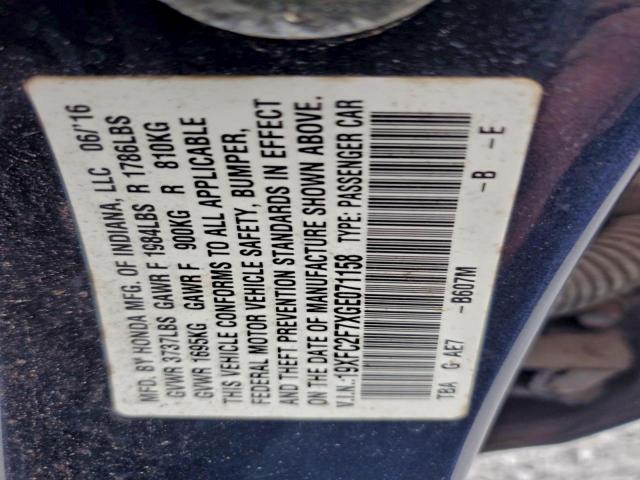 MFD. BY HONDA MFG. OF INDIANA, LLC 06/'16
GVWR 3737LBS GAWR F 1984LBS R 1786LBS
GVWR 1695KG GAWR F 900KG R 810KG
THIS VEHICLE CONFORMS TO ALL APPLICABLE
FEDERAL MOTOR VEHICLE SAFETY, BUMPER,
AND THEFT PREVENTION STANDARDS IN EFFECT
ON THE DATE OF MANUFACTURE SHOWN ABOVE.
V.I.N.:19XFC2F7XGE071158 TYPE: PASSENGER CAR
TBA G-AE7 -B607M -B -E